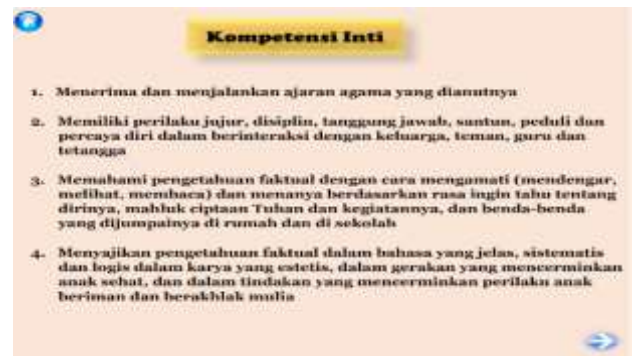 Kompetensi Inti
1. Menerima dan menjalankan ajaran agama yang dianutnya
2. Memiliki perilaku jujur, disiplin, tanggung jawab, santun, peduli dan
percaya diri dalam berinteraksi dengan keluarga, teman, guru dan
tetangga
3. Memahami pengetahuan faktual dengan cara mengamati (mendengar,
melihat, membaca) dan menanya berdasarkan rasa ingin tahu tentang
dirinya, mahluk ciptaan Tuhan dan kegiatannya, dan benda-benda
yang dijumpainya di rumah dan di sekolah
4. Menyajikan pengetahuan faktual dalam bahasa yang jelas, sistematis
dan logis dalam karya yang estetis, dalam gerakan yang mencerminkan
anak sehat, dan dalam tindakan yang mencerminkan perilaku anak
beriman dan berakhlak mulia